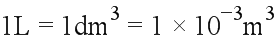 1L = 1dm³ = 1 × 10⁻³m³